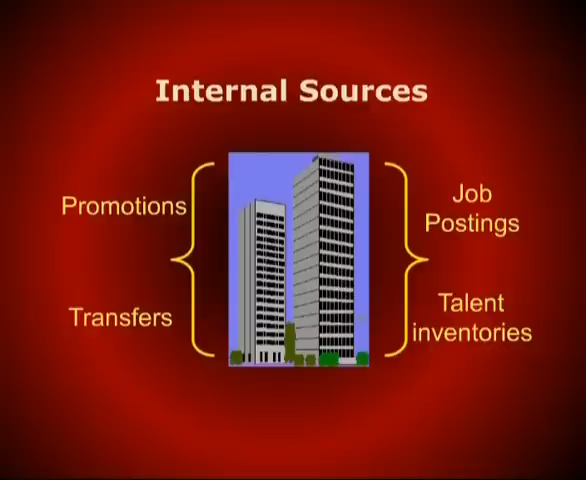 Internal Sources
Promotions
Transfers
Job
Postings
Talent
inventories